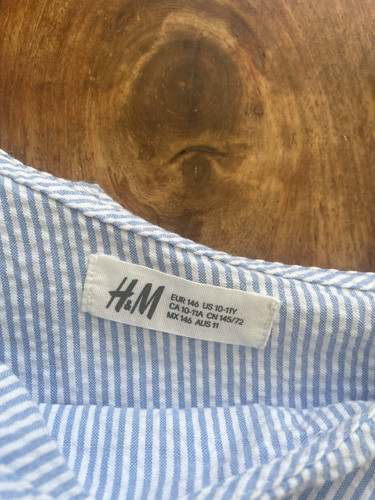 H&M
EUR 146 US 10-11Y
CA 10-11A CN 145/72
MX 146 AUS 11